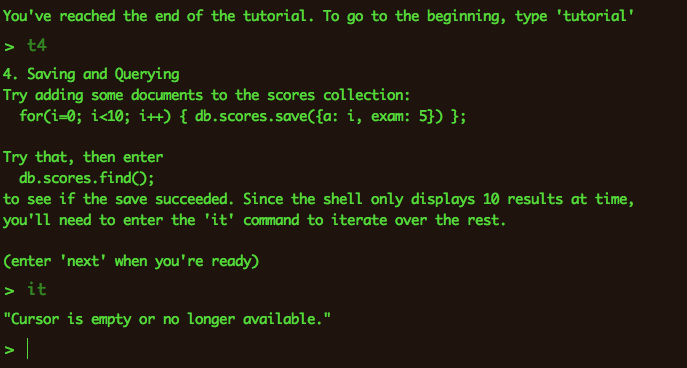 You've reached the end of the tutorial. To go to the beginning, type 'tutorial'
> t4
4. Saving and Querying
Try adding some documents to the scores collection:
for(i=0; i<10; i++) { db.scores.save({a: i, exam: 5}) };
Try that, then enter
db.scores.find();
to see if the save succeeded. Since the shell only displays 10 results at time,
you'll need to enter the 'it' command to iterate over the rest.
(enter 'next' when you're ready)
> it
"Cursor is empty or no longer available."
>